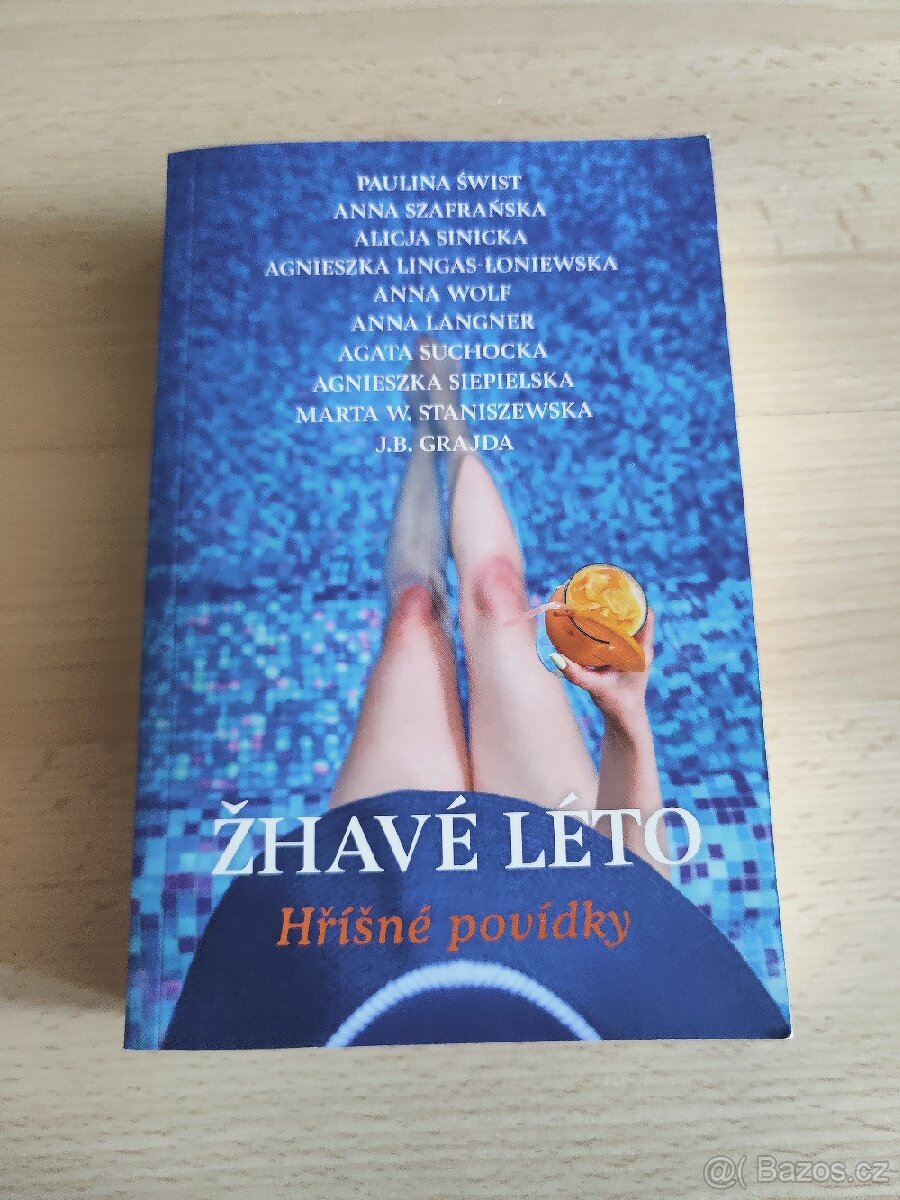 PAULINA ŚWIST
ANNA SZAFRAŃSKA
ALICJA SINICKA
AGNIESZKA LINGAS-ŁONIEWSKA
ANNA WOLF
ANNA LANGNER
AGATA SUCHOCKA
AGNIESZKA SIEPIELSKA
MARTA W. STANISZEWSKA
J.B. GRAJDA
ŽHAVÉ LÉTO
Hříšné povídky
@( Bazos.cz